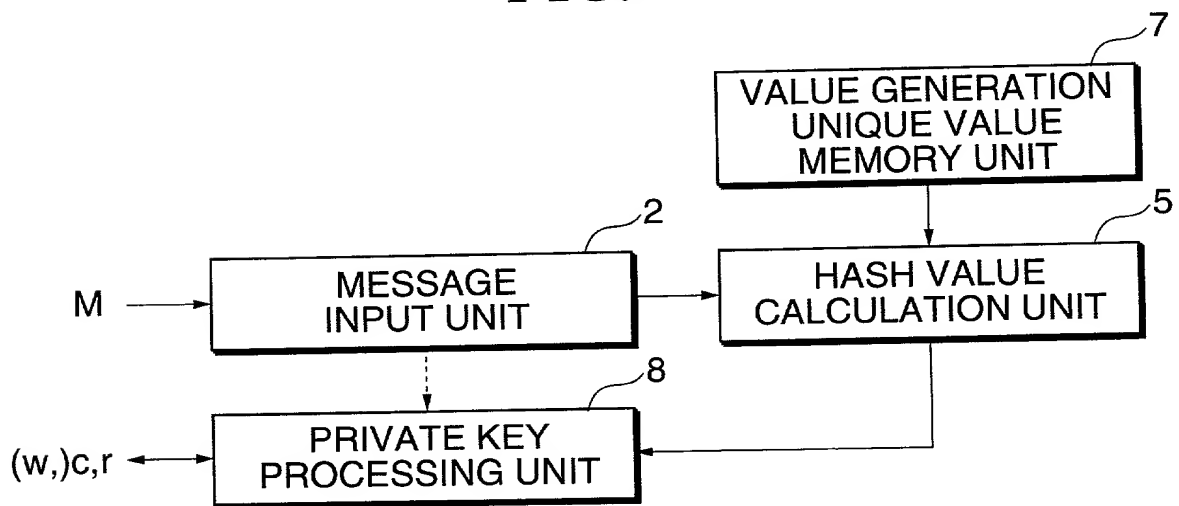 7
VALUE GENERATION
UNIQUE VALUE
MEMORY UNIT
2
5
M
MESSAGE
INPUT UNIT
HASH VALUE
CALCULATION UNIT
8
(w,)c,r
PRIVATE KEY
PROCESSING UNIT